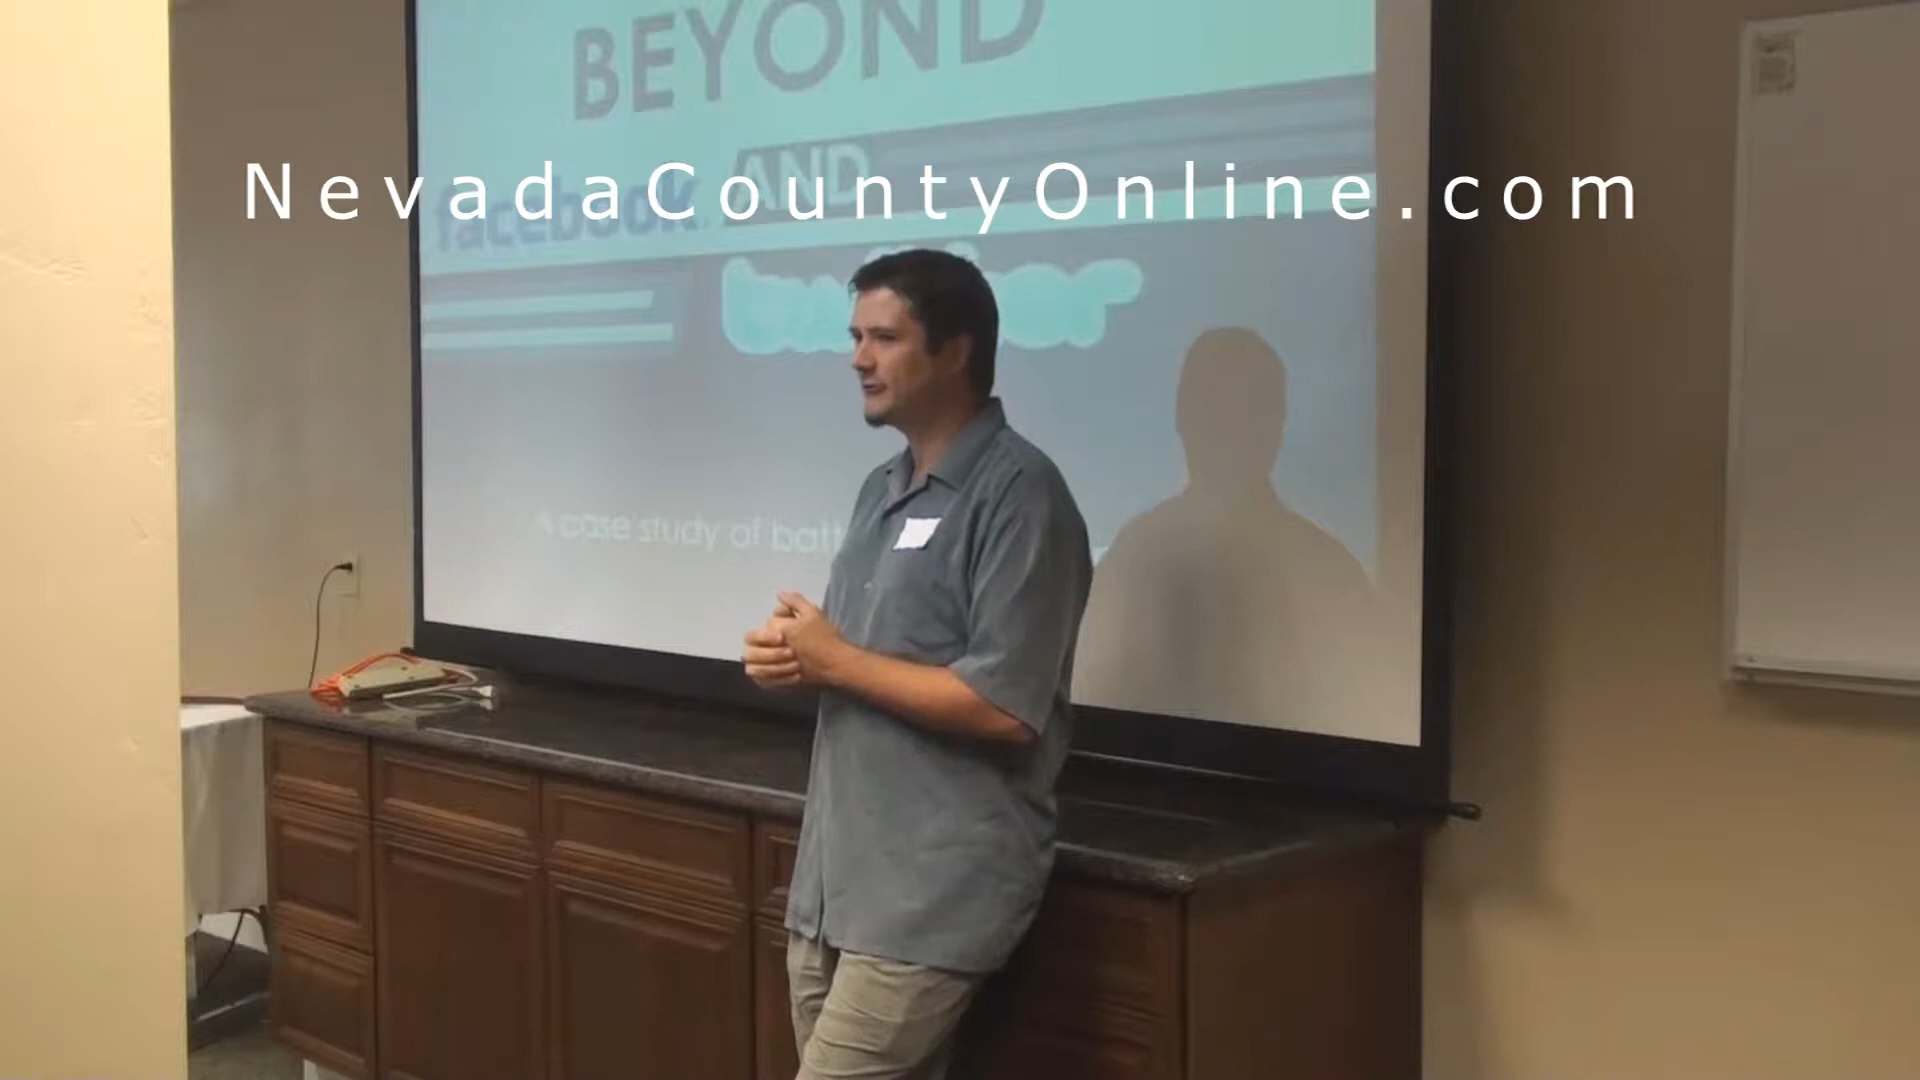 BEYOND
NevadaCountyOnline.com
facebook AND
twitter
A case study of